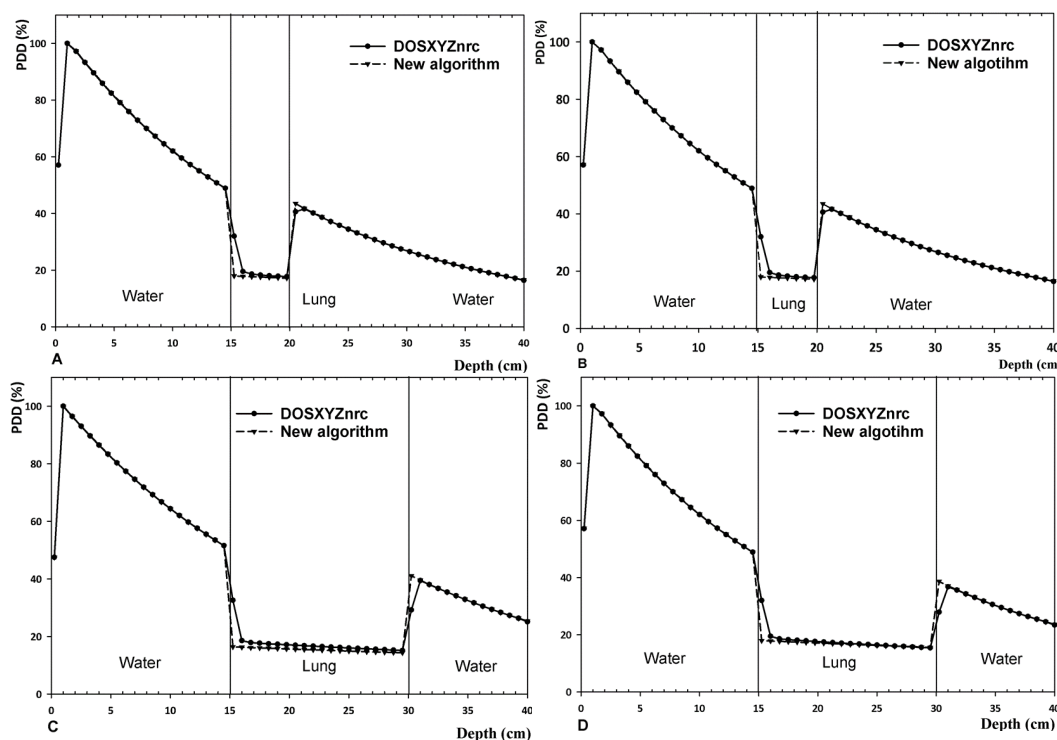 PDD (%)
100
80
60
40
20
0
DOSXYZnrc
New algorithm
Water
Lung
Water
0 5 10 15 20 25 30 35 40
A
Depth (cm)
PDD (%)
100
80
60
40
20
0
DOSXYZnrc
New algotihm
Water
Lung
Water
0 5 10 15 20 25 30 35 40
B
Depth (cm)
PDD (%)
100
80
60
40
20
0
DOSXYZnrc
New algorithm
Water
Lung
Water
0 5 10 15 20 25 30 35 40
C
Depth (cm)
PDD (%)
100
80
60
40
20
0
DOSXYZnrc
New algotihm
Water
Lung
Water
0 5 10 15 20 25 30 35 40
D
Depth (cm)